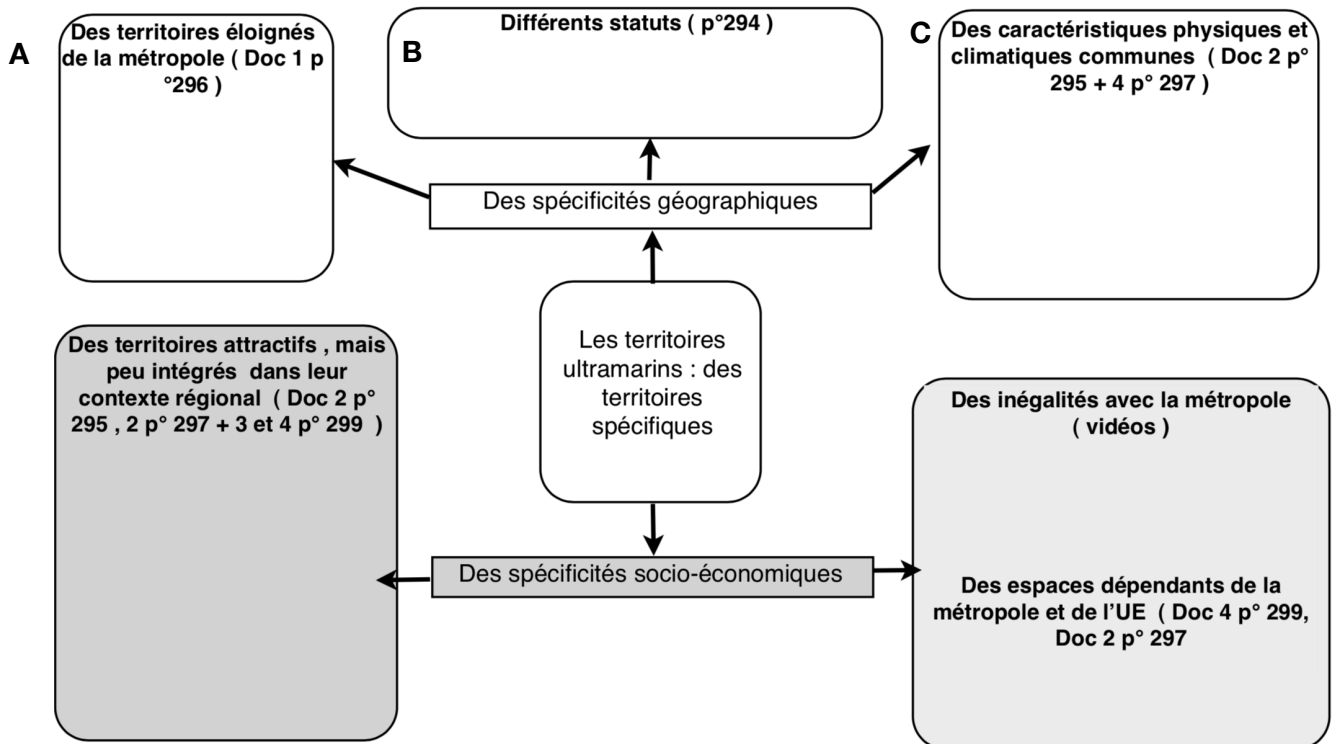 A
Des territoires éloignés
de la métropole ( Doc 1 p
°296 )
B
Différents statuts ( p°294 )
C
Des caractéristiques physiques et
climatiques communes  ( Doc 2 p°
295 + 4 p° 297 )
Des spécificités géographiques
Les territoires
ultramarins : des
territoires
spécifiques
Des territoires attractifs , mais
peu intégrés  dans leur
contexte régional  ( Doc 2 p°
295 , 2 p° 297 + 3 et 4 p° 299  )
Des spécificités socio-économiques
Des inégalités avec la métropole
( vidéos )
Des espaces dépendants de la
métropole et de l'UE  ( Doc 4 p° 299,
Doc 2 p° 297